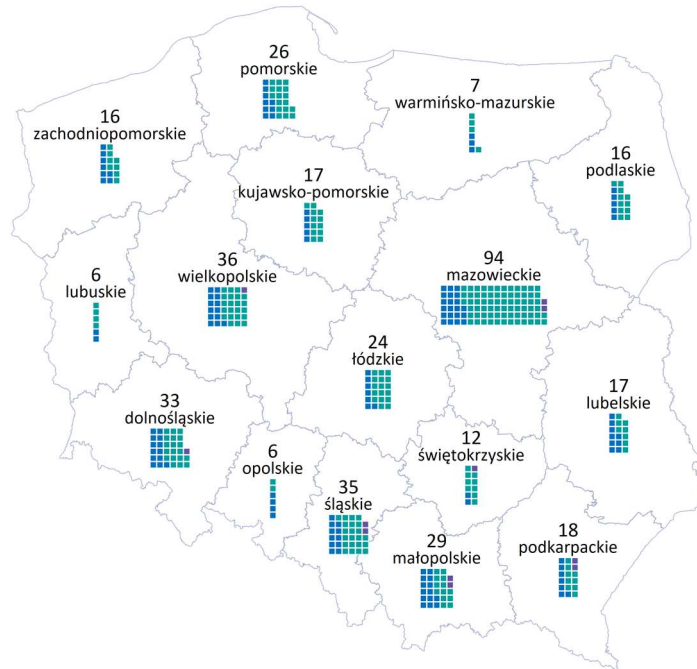 26
pomorskie
7
warmińsko-mazurskie
16
zachodniopomorskie
16
podlaskie
17
kujawsko-pomorskie
36
wielkopolskie
94
mazowieckie
6
lubuskie
24
łódzkie
17
lubelskie
33
dolnośląskie
12
świętokrzyskie
6
opolskie
35
śląskie
18
podkarpackie
29
małopolskie